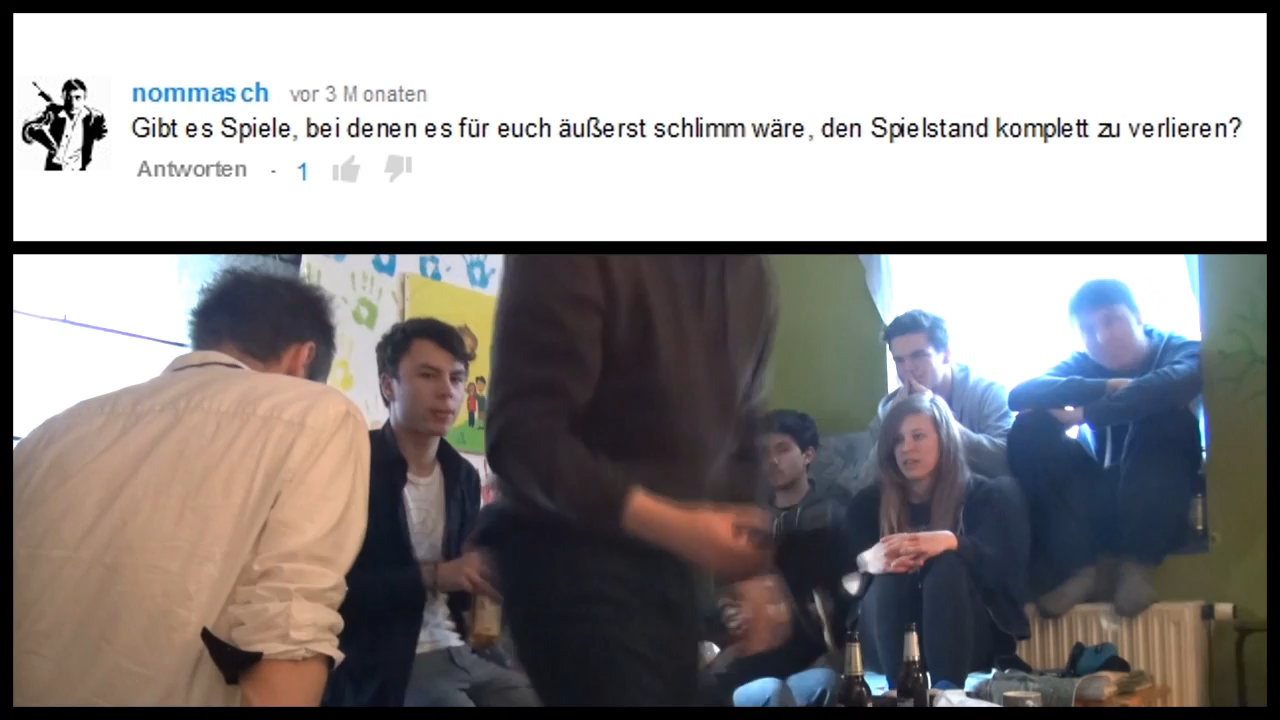 nommasch vor 3 Monaten
Gibt es Spiele, bei denen es für euch äußerst schlimm wäre, den Spielstand komplett zu verlieren?
Antworten · 1